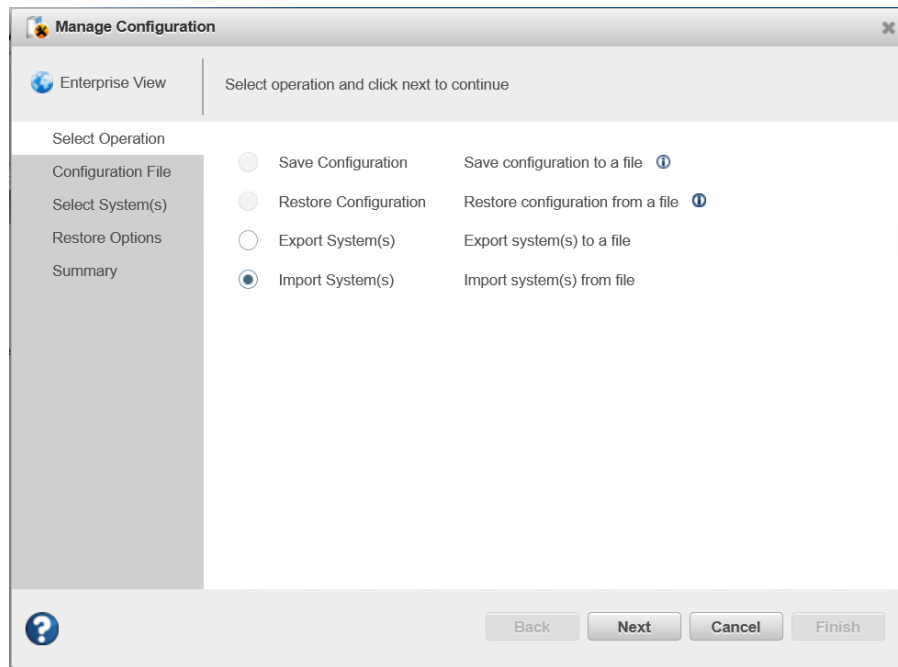 Manage Configuration
Enterprise View
Select operation and click next to continue
Select Operation
Configuration File
Select System(s)
Restore Options
Summary
Save Configuration Save configuration to a file
Restore Configuration Restore configuration from a file
Export System(s) Export system(s) to a file
Import System(s) Import system(s) from file
Back Next Cancel Finish